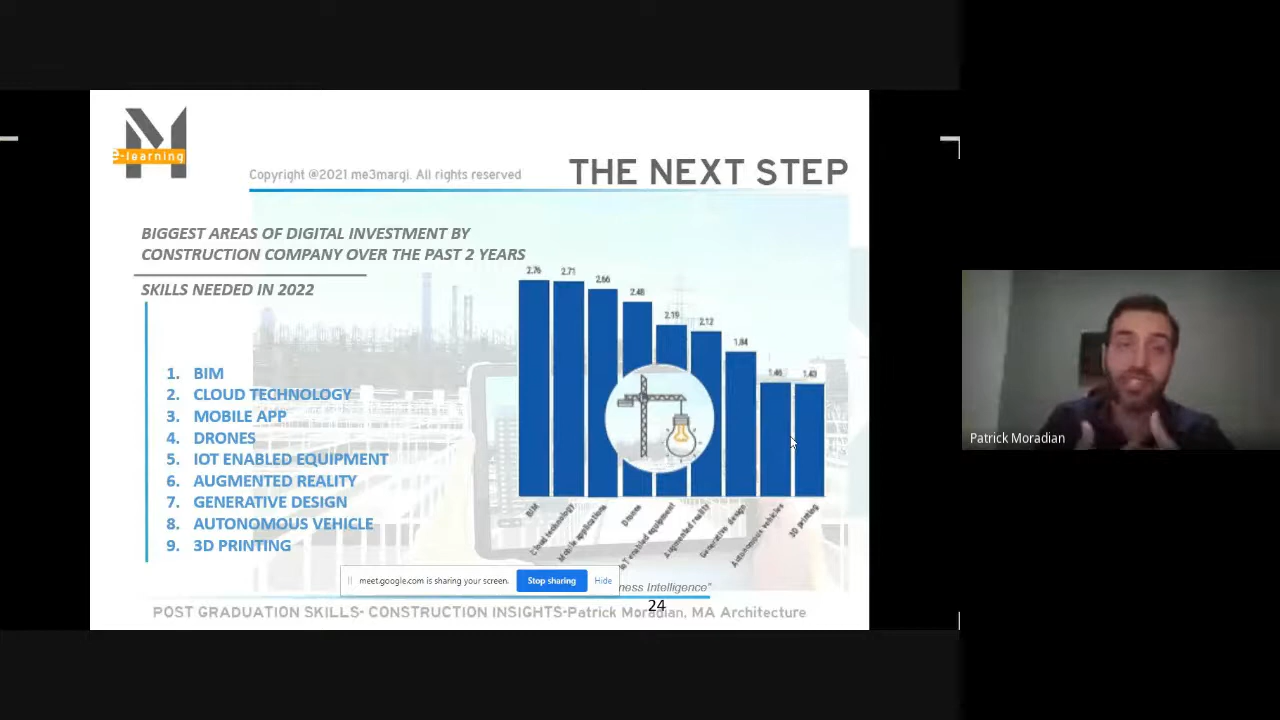 e-learning
Copyright @2021 me3marqi. All rights reserved
THE NEXT STEP
BIGGEST AREAS OF DIGITAL INVESTMENT BY
CONSTRUCTION COMPANY OVER THE PAST 2 YEARS
SKILLS NEEDED IN 2022
1. BIM
2. CLOUD TECHNOLOGY
3. MOBILE APP
4. DRONES
5. IOT ENABLED EQUIPMENT
6. AUGMENTED REALITY
7. GENERATIVE DESIGN
8. AUTONOMOUS VEHICLE
9. 3D PRINTING
2.76
2.71
2.66
2.48
2.19
2.12
1.84
1.46
1.43
BIM
Cloud technology
Mobile applications
Drones
IoT enabled equipment
Augmented reality
Generative design
Autonomous vehicles
3D printing
meet.google.com is sharing your screen.
Stop sharing
Hide
Intelligence"
24
POST GRADUATION SKILLS- CONSTRUCTION INSIGHTS-Patrick Moradian, MA Architecture
Patrick Moradian